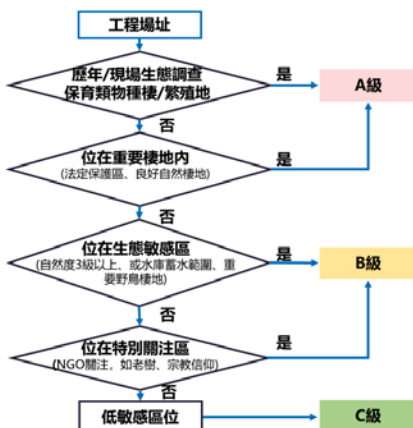 工程場址
歷年/現場生態調查
保育類物種棲/繁殖地
是
A級
否
位在重要棲地內
(法定保護區、良好自然棲地)
是
否
位在生態敏感區
(自然度3級以上、或水庫蓄水範圍、重
要野鳥棲地)
是
B級
否
位在特別關注區
(NGO關注，如老樹、宗教信仰)
是
否
低敏感區位
C級